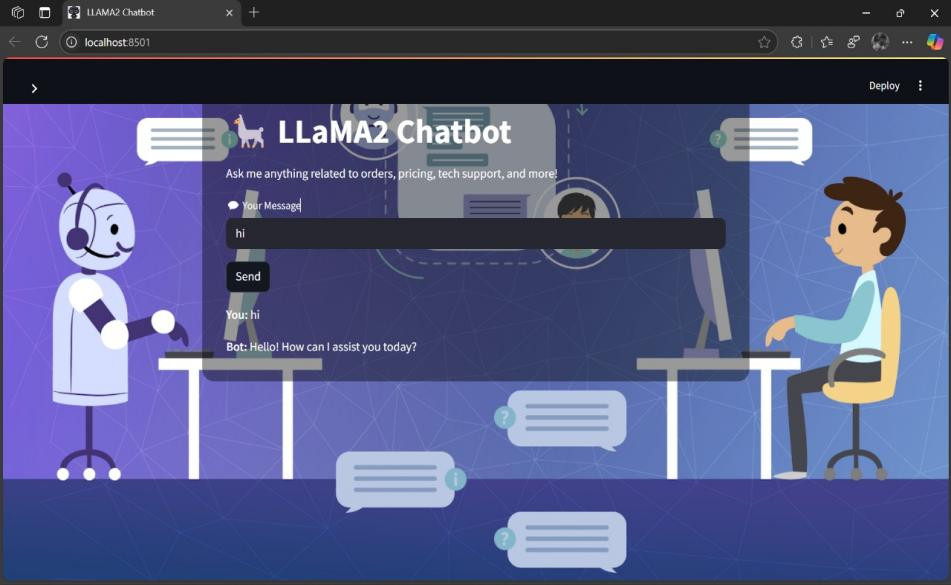 LLAMA2 Chatbot
localhost:8501
Deploy
LLaMA2 Chatbot
Ask me anything related to orders, pricing, tech support, and more!
Your Message
hi
Send
You: hi
Bot: Hello! How can I assist you today?
i
?
?
i
?